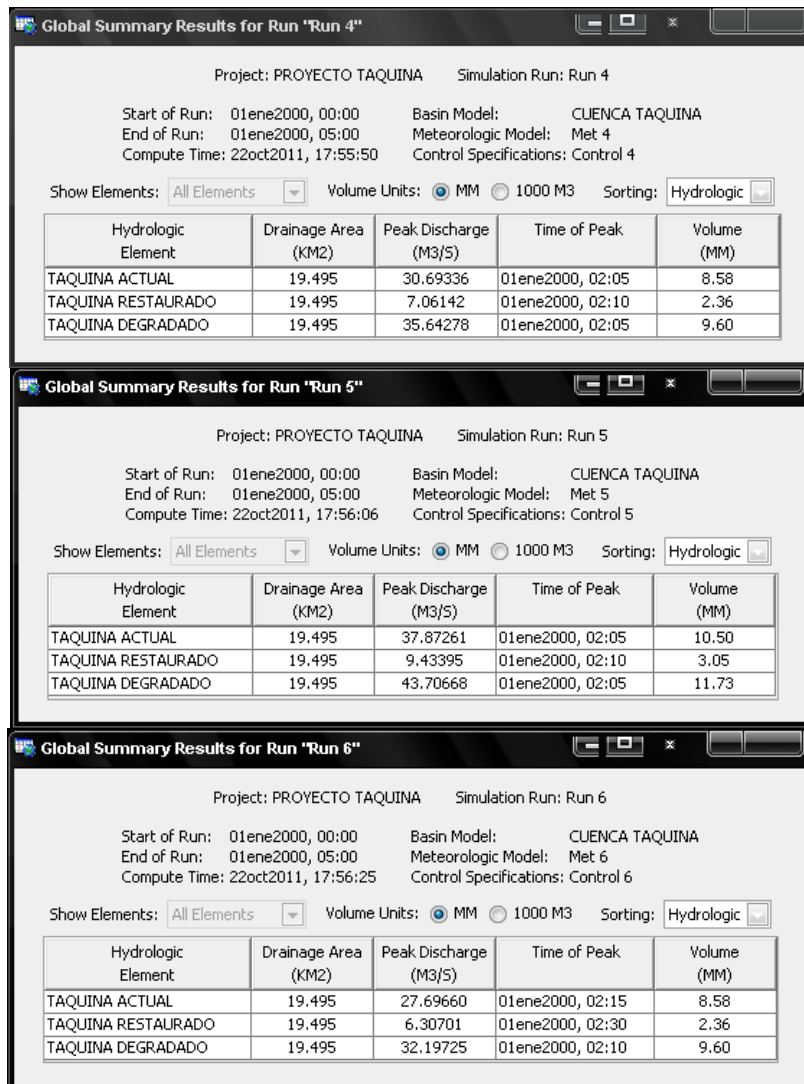 Global Summary Results for Run "Run 4"
Project: PROYECTO TAQUINA Simulation Run: Run 4
Start of Run: 01ene2000, 00:00 Basin Model: CUENCA TAQUINA
End of Run: 01ene2000, 05:00 Meteorologic Model: Met 4
Compute Time: 22oct2011, 17:55:50 Control Specifications: Control 4
Show Elements: All Elements Volume Units: MM 1000 M3 Sorting: Hydrologic
Hydrologic Drainage Area Peak Discharge Time of Peak Volume
Element (KM2) (M3/S) (MM)
TAQUINA ACTUAL 19.495 30.69336 01ene2000, 02:05 8.58
TAQUINA RESTAURADO 19.495 7.06142 01ene2000, 02:10 2.36
TAQUINA DEGRADADO 19.495 35.64278 01ene2000, 02:05 9.60
Global Summary Results for Run "Run 5"
Project: PROYECTO TAQUINA Simulation Run: Run 5
Start of Run: 01ene2000, 00:00 Basin Model: CUENCA TAQUINA
End of Run: 01ene2000, 05:00 Meteorologic Model: Met 5
Compute Time: 22oct2011, 17:56:06 Control Specifications: Control 5
Show Elements: All Elements Volume Units: MM 1000 M3 Sorting: Hydrologic
Hydrologic Drainage Area Peak Discharge Time of Peak Volume
Element (KM2) (M3/S) (MM)
TAQUINA ACTUAL 19.495 37.87261 01ene2000, 02:05 10.50
TAQUINA RESTAURADO 19.495 9.43395 01ene2000, 02:10 3.05
TAQUINA DEGRADADO 19.495 43.70668 01ene2000, 02:05 11.73
Global Summary Results for Run "Run 6"
Project: PROYECTO TAQUINA Simulation Run: Run 6
Start of Run: 01ene2000, 00:00 Basin Model: CUENCA TAQUINA
End of Run: 01ene2000, 05:00 Meteorologic Model: Met 6
Compute Time: 22oct2011, 17:56:25 Control Specifications: Control 6
Show Elements: All Elements Volume Units: MM 1000 M3 Sorting: Hydrologic
Hydrologic Drainage Area Peak Discharge Time of Peak Volume
Element (KM2) (M3/S) (MM)
TAQUINA ACTUAL 19.495 27.69660 01ene2000, 02:15 8.58
TAQUINA RESTAURADO 19.495 6.30701 01ene2000, 02:30 2.36
TAQUINA DEGRADADO 19.495 32.19725 01ene2000, 02:10 9.60